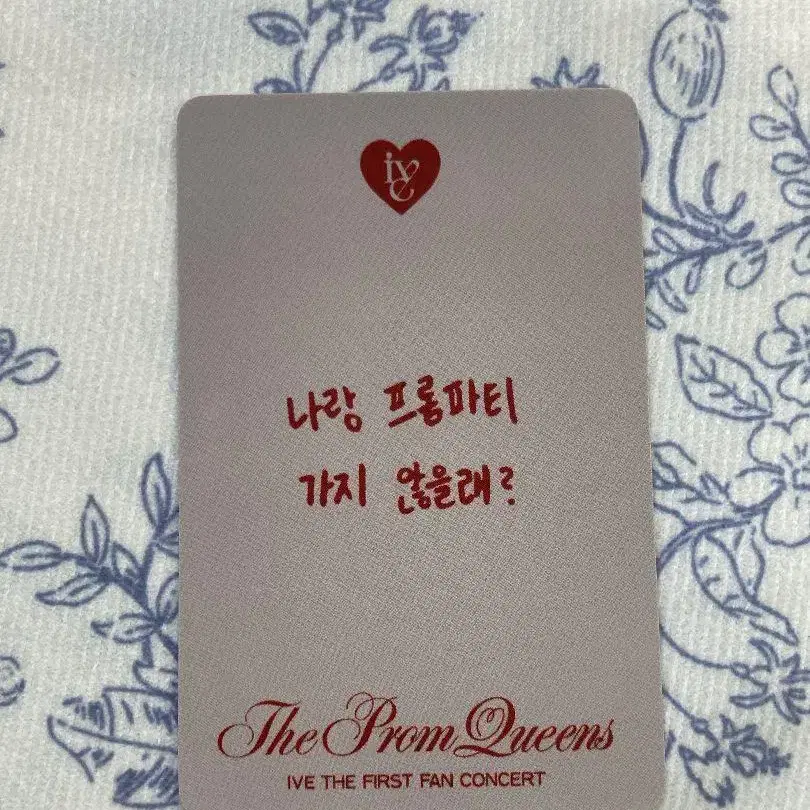 ive
나랑 프롬파티
가지 않을래?
The Prom Queens
IVE THE FIRST FAN CONCERT